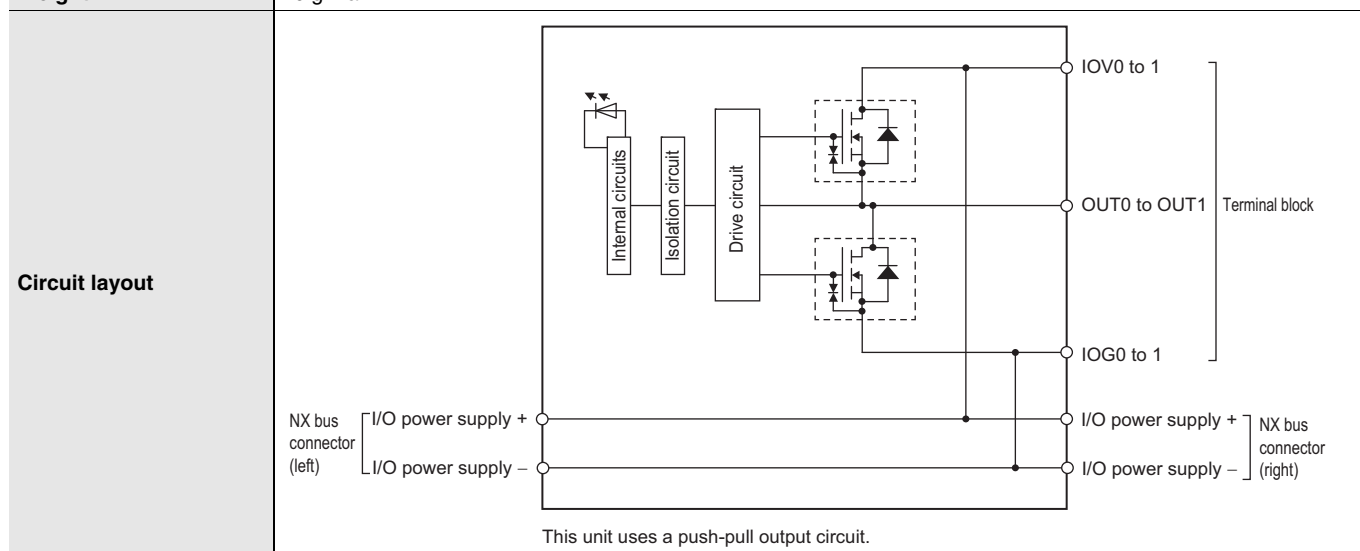 Circuit layout
IOV0 to 1
Internal circuits
Isolation circuit
Drive circuit
OUT0 to OUT1
Terminal block
IOG0 to 1
NX bus
connector
(left)
I/O power supply +
I/O power supply –
I/O power supply +
I/O power supply –
NX bus
connector
(right)
This unit uses a push-pull output circuit.